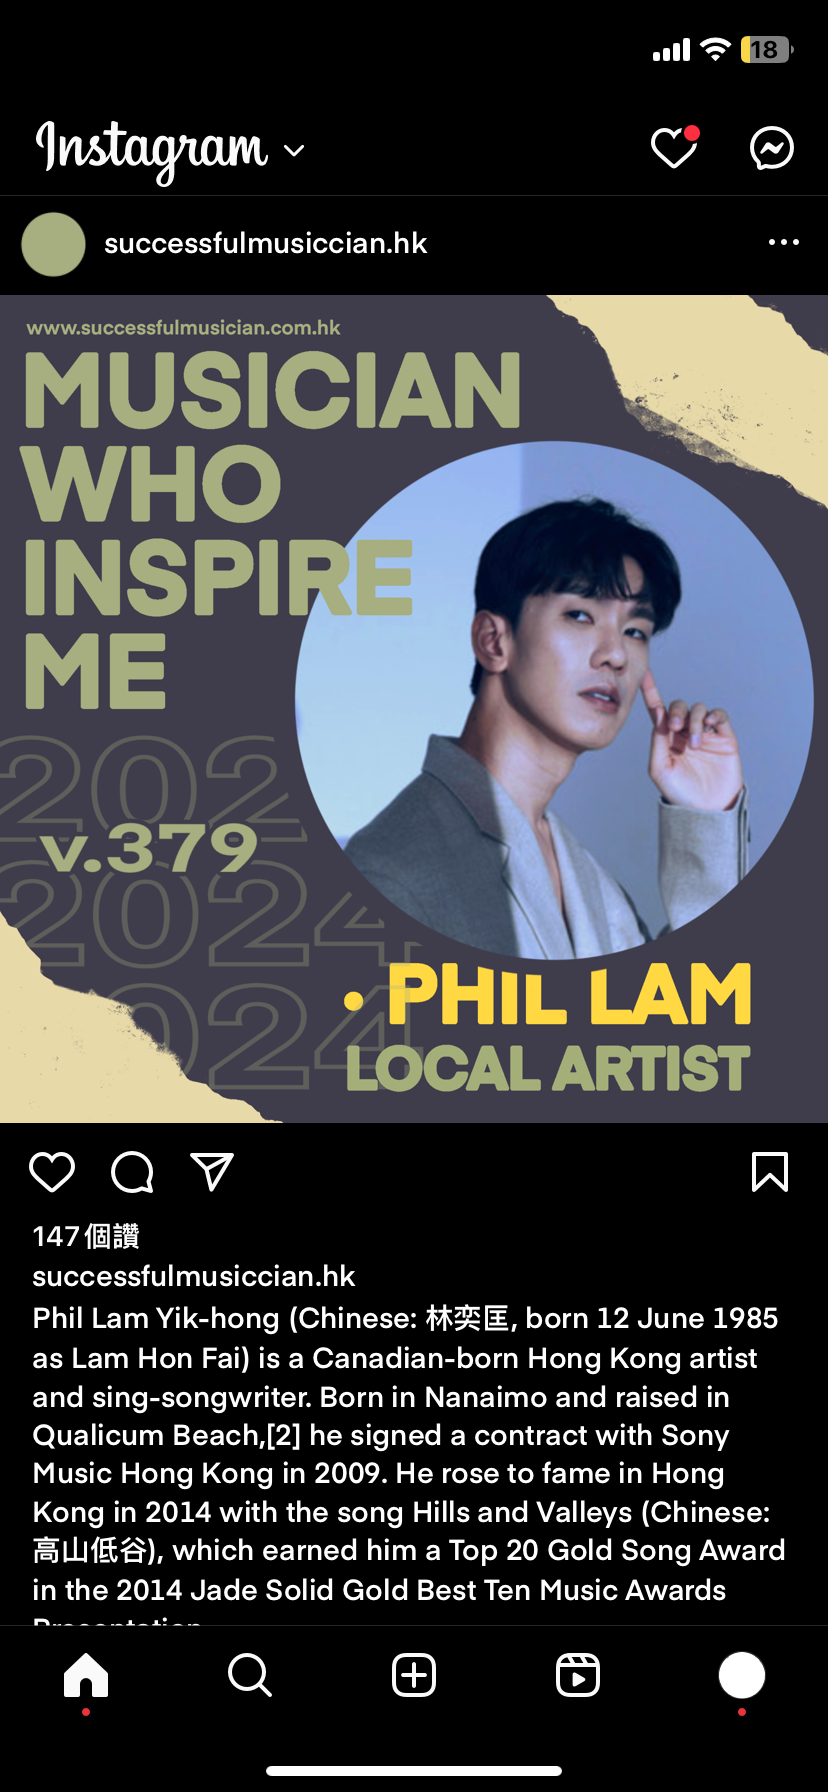 18
Instagram
successfulmusiccian.hk
www.successfulmusician.com.hk
MUSICIAN
WHO
INSPIRE
ME
2024
v.379
2024
2024
• PHIL LAM
LOCAL ARTIST
147 個讚
successfulmusiccian.hk
Phil Lam Yik-hong (Chinese: 林奕匡, born 12 June 1985
as Lam Hon Fai) is a Canadian-born Hong Kong artist
and sing-songwriter. Born in Nanaimo and raised in
Qualicum Beach,[2] he signed a contract with Sony
Music Hong Kong in 2009. He rose to fame in Hong
Kong in 2014 with the song Hills and Valleys (Chinese:
高山低谷), which earned him a Top 20 Gold Song Award
in the 2014 Jade Solid Gold Best Ten Music Awards
Presentation